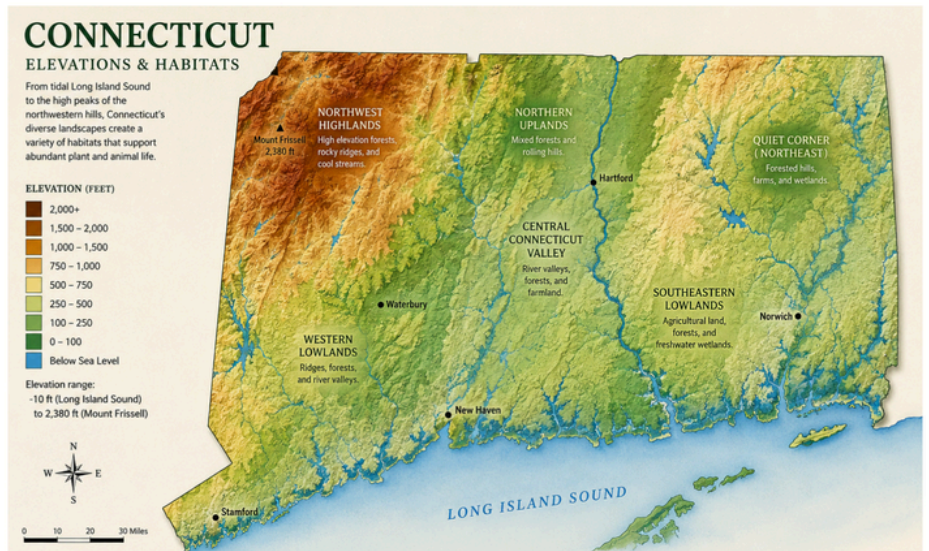 CONNECTICUT
ELEVATIONS & HABITATS
From tidal Long Island Sound
to the high peaks of the
northwestern hills, Connecticut's
diverse landscapes create a
variety of habitats that support
abundant plant and animal life.
ELEVATION (FEET)
2,000+
1,500 – 2,000
1,000 – 1,500
750 – 1,000
500 – 750
250 – 500
100 – 250
0 – 100
Below Sea Level
Elevation range:
-10 ft (Long Island Sound)
to 2,380 ft (Mount Frissell)
N
W
E
S
0 10 20 30 Miles
Mount Frissell
2,380 ft
NORTHWEST
HIGHLANDS
High elevation forests,
rocky ridges, and
cool streams.
NORTHERN
UPLANDS
Mixed forests and
rolling hills.
QUIET CORNER
(NORTHEAST)
Forested hills,
farms, and wetlands.
Hartford
CENTRAL
CONNECTICUT
VALLEY
River valleys,
forests, and
farmland.
SOUTHEASTERN
LOWLANDS
Agricultural land,
forests, and
freshwater wetlands.
Norwich
Waterbury
WESTERN
LOWLANDS
Ridges, forests,
and river valleys.
New Haven
Stamford
LONG ISLAND SOUND